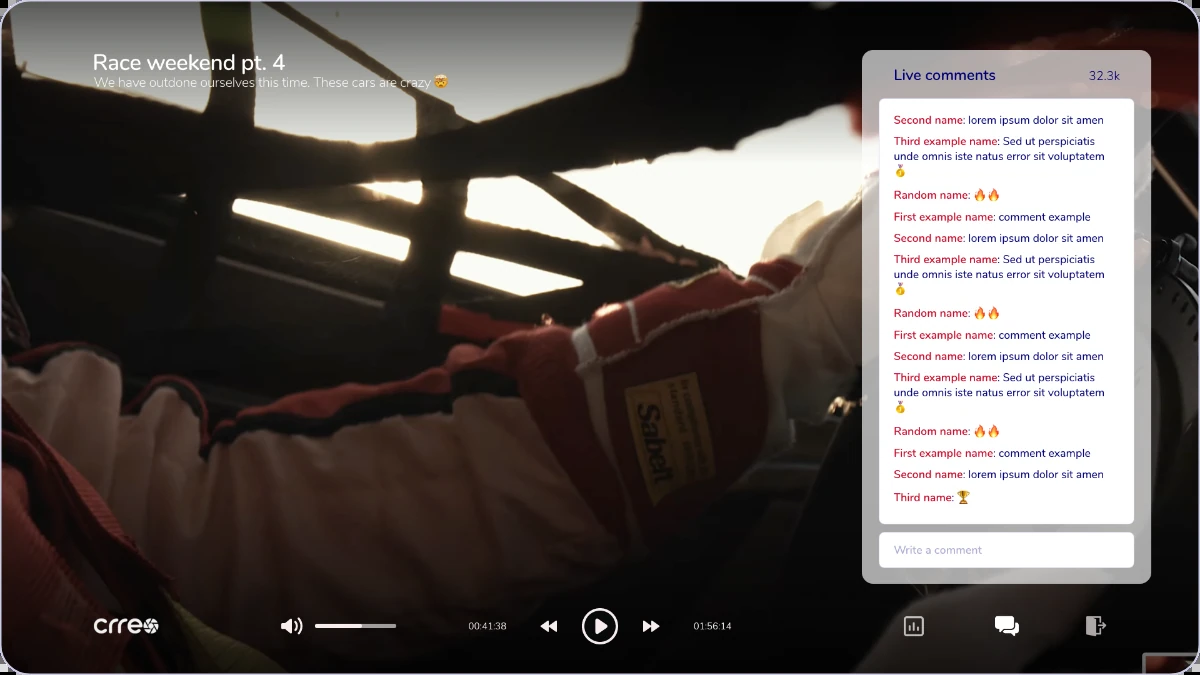 Race weekend pt. 4
We have outdone ourselves this time. These cars are crazy 🤯
Live comments 32.3k
Second name: lorem ipsum dolor sit amen
Third example name: Sed ut perspiciatis
unde omnis iste natus error sit voluptatem
🥇
Random name: 🔥🔥
First example name: comment example
Second name: lorem ipsum dolor sit amen
Third example name: Sed ut perspiciatis
unde omnis iste natus error sit voluptatem
🥇
Random name: 🔥🔥
First example name: comment example
Second name: lorem ipsum dolor sit amen
Third example name: Sed ut perspiciatis
unde omnis iste natus error sit voluptatem
🥇
Random name: 🔥🔥
First example name: comment example
Second name: lorem ipsum dolor sit amen
Third name: 🏆
Write a comment
Sabelt
crreo
00:41:38
01:56:14